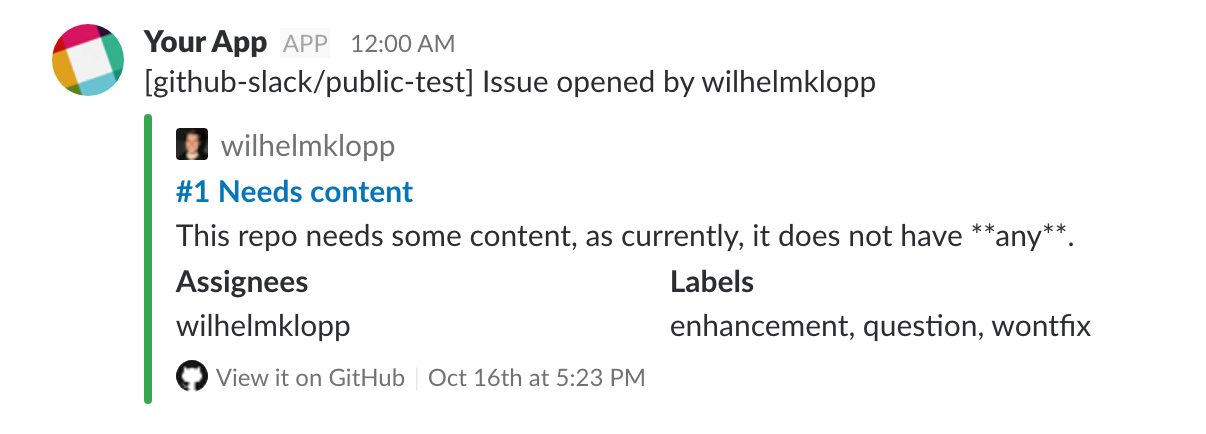 Your App APP 12:00 AM
[github-slack/public-test] Issue opened by wilhelmklopp
wilhelmklopp
#1 Needs content
This repo needs some content, as currently, it does not have **any**.
Assignees Labels
wilhelmklopp enhancement, question, wontfix
View it on GitHub | Oct 16th at 5:23 PM